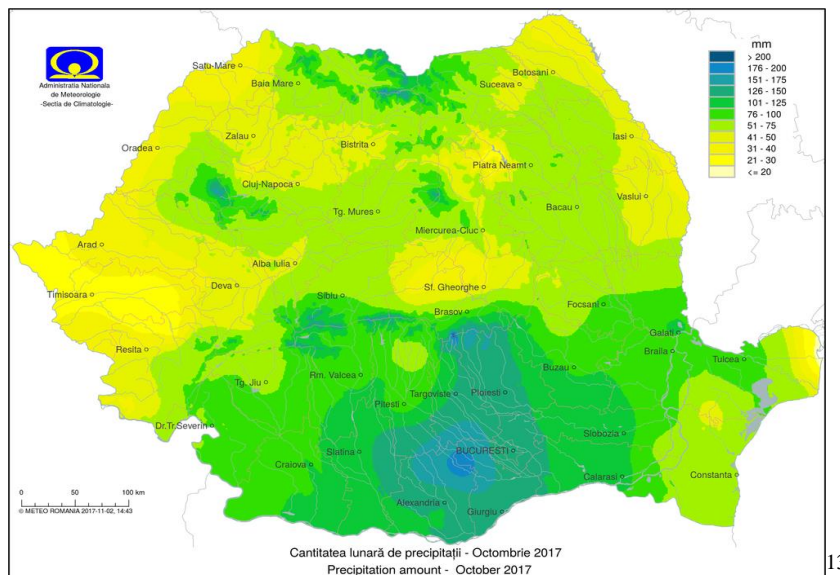 Administratia Nationala
de Meteorologie
-Sectia de Climatologie-
mm
> 200
176 - 200
151 - 175
126 - 150
101 - 125
76 - 100
51 - 75
41 - 50
31 - 40
21 - 30
<= 20
Satu-Mare
Baia Mare
Botosani
Suceava
Oradea
Zalau
Bistrita
Iasi
Piatra Neamt
Cluj-Napoca
Vaslui
Tg. Mures
Bacau
Miercurea-Ciuc
Arad
Alba Iulia
Timisoara
Deva
Sf. Gheorghe
Sibiu
Brasov
Focsani
Resita
Galati
Braila
Tulcea
Tg. Jiu
Rm. Valcea
Buzau
Targoviste
Ploiesti
Pitesti
Dr.Tr.Severin
Slobozia
Slatina
BUCURESTI
Craiova
Calarasi
Constanta
Alexandria
Giurgiu
0 50 100 km
© METEO ROMANIA 2017-11-02, 14:43
Cantitatea lunară de precipitații - Octombrie 2017
Precipitation amount - October 2017
13